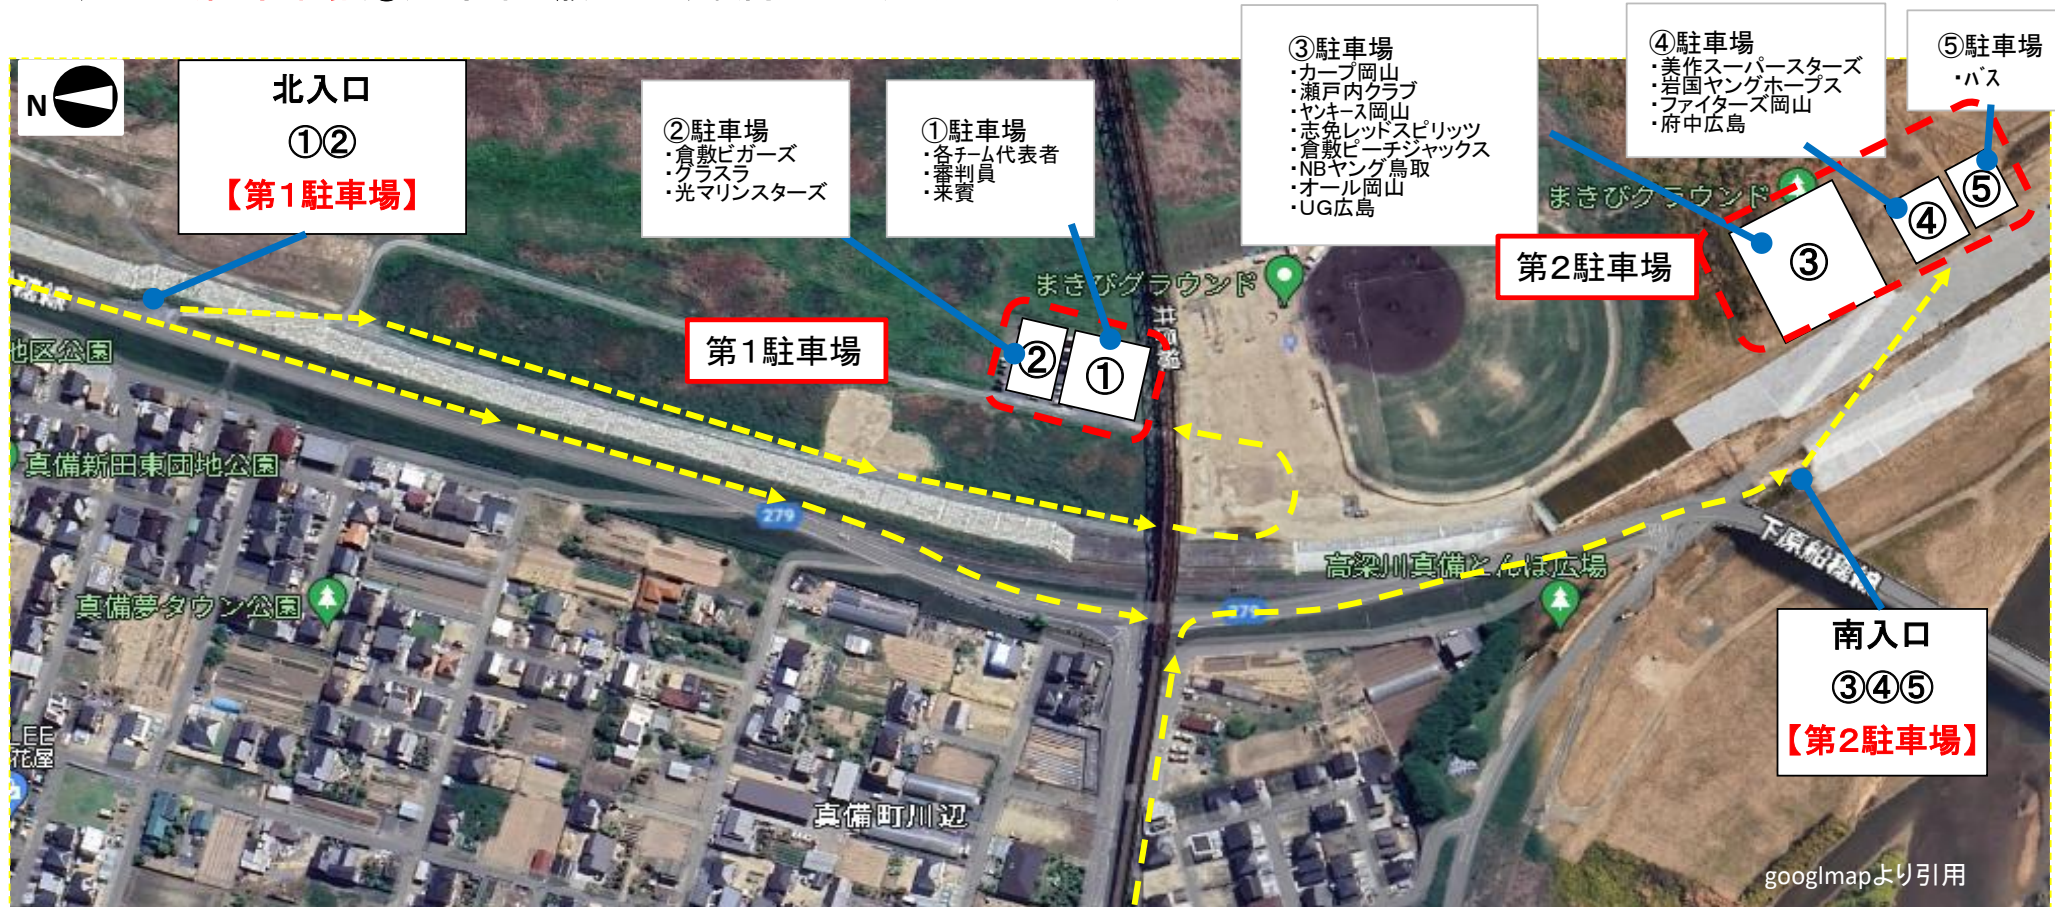 N
北入口
①②
【第1駐車場】
②駐車場
・倉敷ビガーズ
・グラスラ
・光マリンスターズ
①駐車場
・各チーム代表者
・審判員
・来賓
③駐車場
・カープ岡山
・瀬戸内クラブ
・ヤンキース岡山
・志免レッドスピリッツ
・倉敷ピーチジャックス
・NBヤング鳥取
・オール岡山
・UG広島
④駐車場
・美作スーパースターズ
・岩国ヤングホープス
・ファイターズ岡山
・府中広島
⑤駐車場
・バス
まきびグラウンド
⑤
④
③
第2駐車場
まきびグラウンド
井原線
第1駐車場
②
①
地区公園
真備新田東団地公園
279
高梁川真備とんぼ広場
下原船穂線
真備夢タウン公園
279
南入口
③④⑤
【第2駐車場】
LEE
花屋
真備町川辺
googlmapより引用